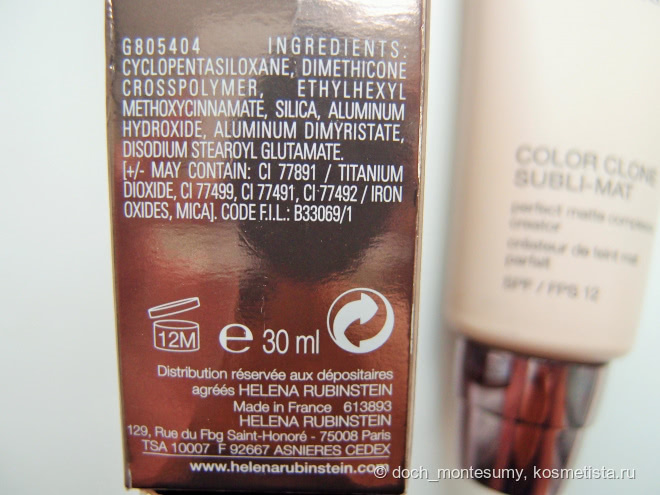 G805404 INGREDIENTS:
CYCLOPENTASILOXANE, DIMETHICONE
CROSSPOLYMER, ETHYLHEXYL
METHOXYCINNAMATE, SILICA, ALUMINUM
HYDROXIDE, ALUMINUM DIMYRISTATE,
DISODIUM STEAROYL GLUTAMATE.
[+/- MAY CONTAIN: CI 77891 / TITANIUM
DIOXIDE, CI 77499, CI 77491, CI 77492 / IRON
OXIDES, MICA]. CODE F.I.L.: B33069/1
12M e 30 ml
Distribution réservée aux dépositaires
agréés HELENA RUBINSTEIN
Made in France 613893
HELENA RUBINSTEIN
129, Rue du Fbg Saint-Honoré - 75008 Paris
TSA 10007 F 92667 ASNIERES CEDEX
www.helenarubinstein.com
COLOR CLONE
SUBLI-MAT
perfect matte
creator
créateur de teint mat
parfait
SPF / FPS 12
© doch_montesumy, kosmetista.ru